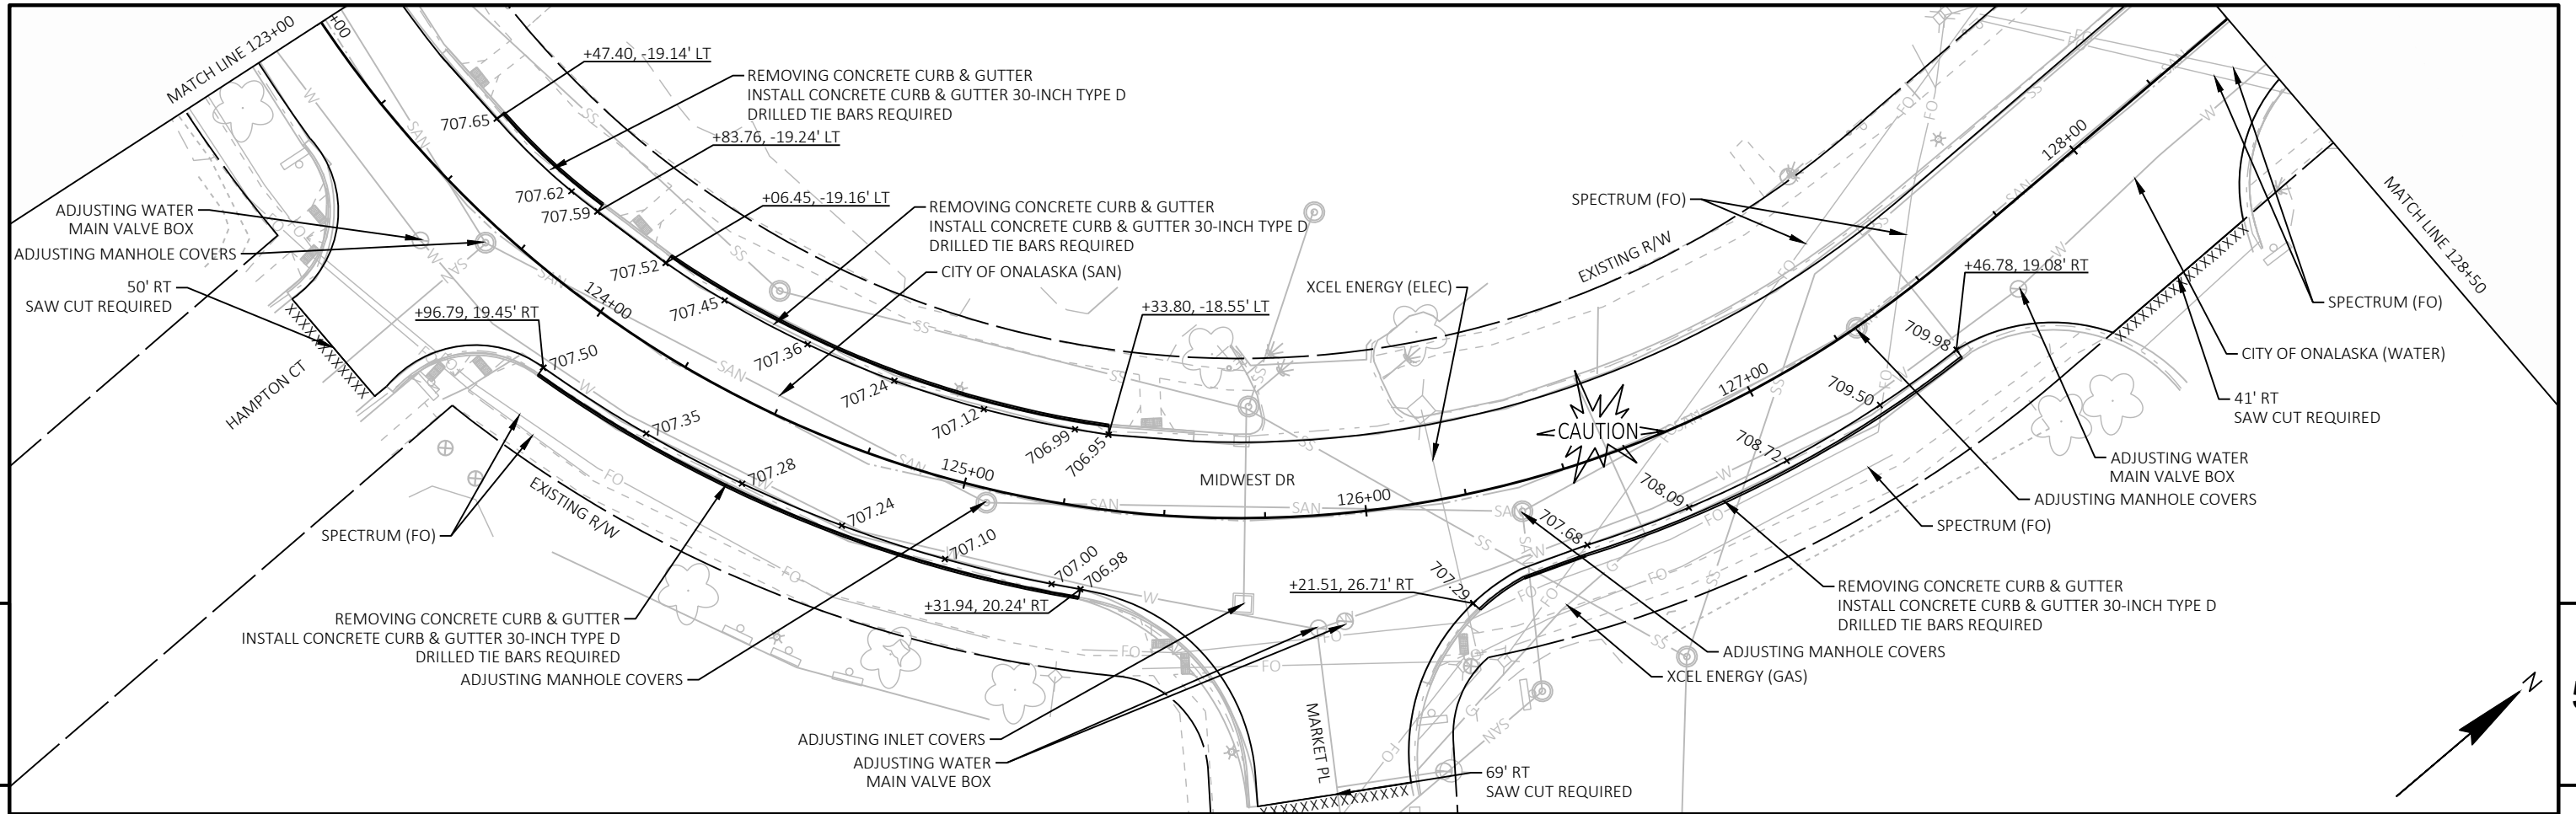 MATCH LINE 123+00
+00
+47.40, -19.14' LT
REMOVING CONCRETE CURB & GUTTER
INSTALL CONCRETE CURB & GUTTER 30-INCH TYPE D
DRILLED TIE BARS REQUIRED
707.65
+83.76, -19.24' LT
707.62
707.59
+06.45, -19.16' LT
REMOVING CONCRETE CURB & GUTTER
INSTALL CONCRETE CURB & GUTTER 30-INCH TYPE D
DRILLED TIE BARS REQUIRED
CITY OF ONALASKA (SAN)
ADJUSTING WATER
MAIN VALVE BOX
ADJUSTING MANHOLE COVERS
50' RT
SAW CUT REQUIRED
HAMPTON CT
+96.79, 19.45' RT
124+00
707.52
707.45
707.36
707.24
707.12
706.99
706.95
+33.80, -18.55' LT
XCEL ENERGY (ELEC)
EXISTING R/W
SPECTRUM (FO)
128+00
MATCH LINE 128+50
+46.78, 19.08' RT
SPECTRUM (FO)
CITY OF ONALASKA (WATER)
41' RT
SAW CUT REQUIRED
ADJUSTING WATER
MAIN VALVE BOX
ADJUSTING MANHOLE COVERS
SPECTRUM (FO)
707.50
707.35
707.28
707.24
707.10
707.00
706.98
125+00
MIDWEST DR
126+00
CAUTION
127+00
709.98
709.50
708.72
708.09
707.68
707.29
SPECTRUM (FO)
EXISTING R/W
+31.94, 20.24' RT
+21.51, 26.71' RT
REMOVING CONCRETE CURB & GUTTER
INSTALL CONCRETE CURB & GUTTER 30-INCH TYPE D
DRILLED TIE BARS REQUIRED
ADJUSTING MANHOLE COVERS
REMOVING CONCRETE CURB & GUTTER
INSTALL CONCRETE CURB & GUTTER 30-INCH TYPE D
DRILLED TIE BARS REQUIRED
ADJUSTING MANHOLE COVERS
XCEL ENERGY (GAS)
ADJUSTING INLET COVERS
ADJUSTING WATER
MAIN VALVE BOX
MARKET PL
69' RT
SAW CUT REQUIRED
N